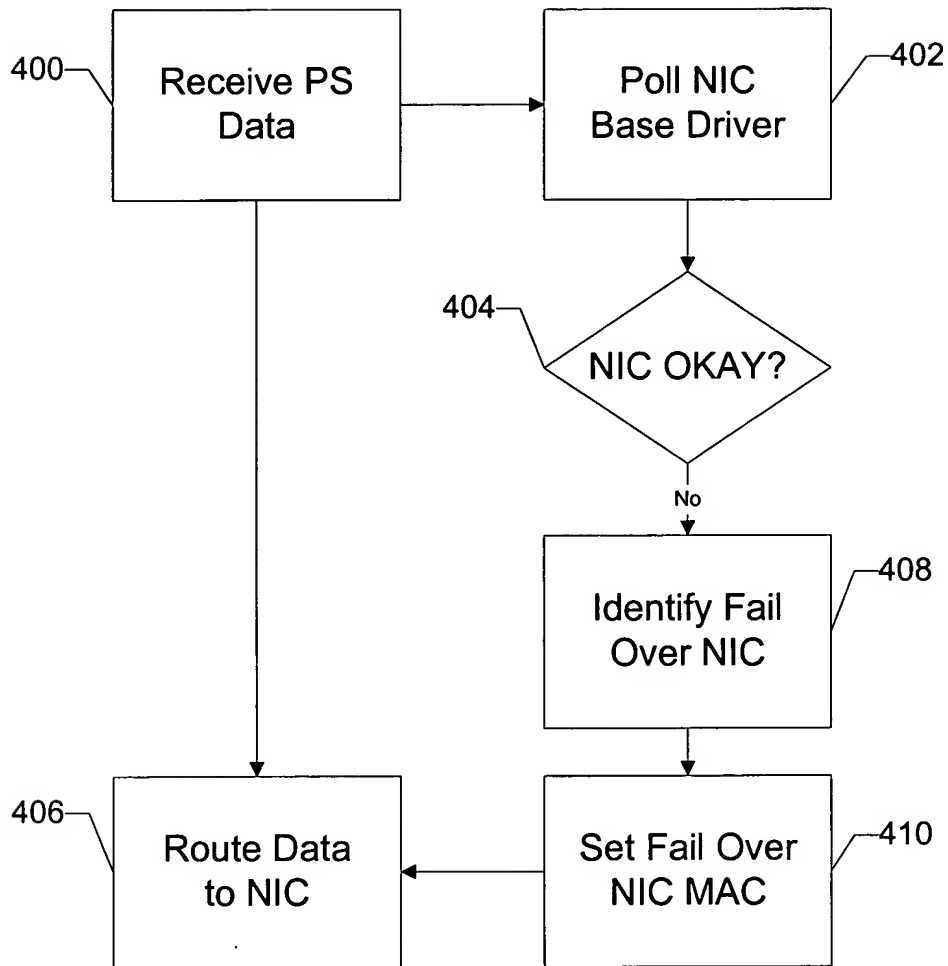 400
Receive PS
Data
Poll NIC
Base Driver
402
404
NIC OKAY?
No
Identify Fail
Over NIC
408
406
Route Data
to NIC
Set Fail Over
NIC MAC
410